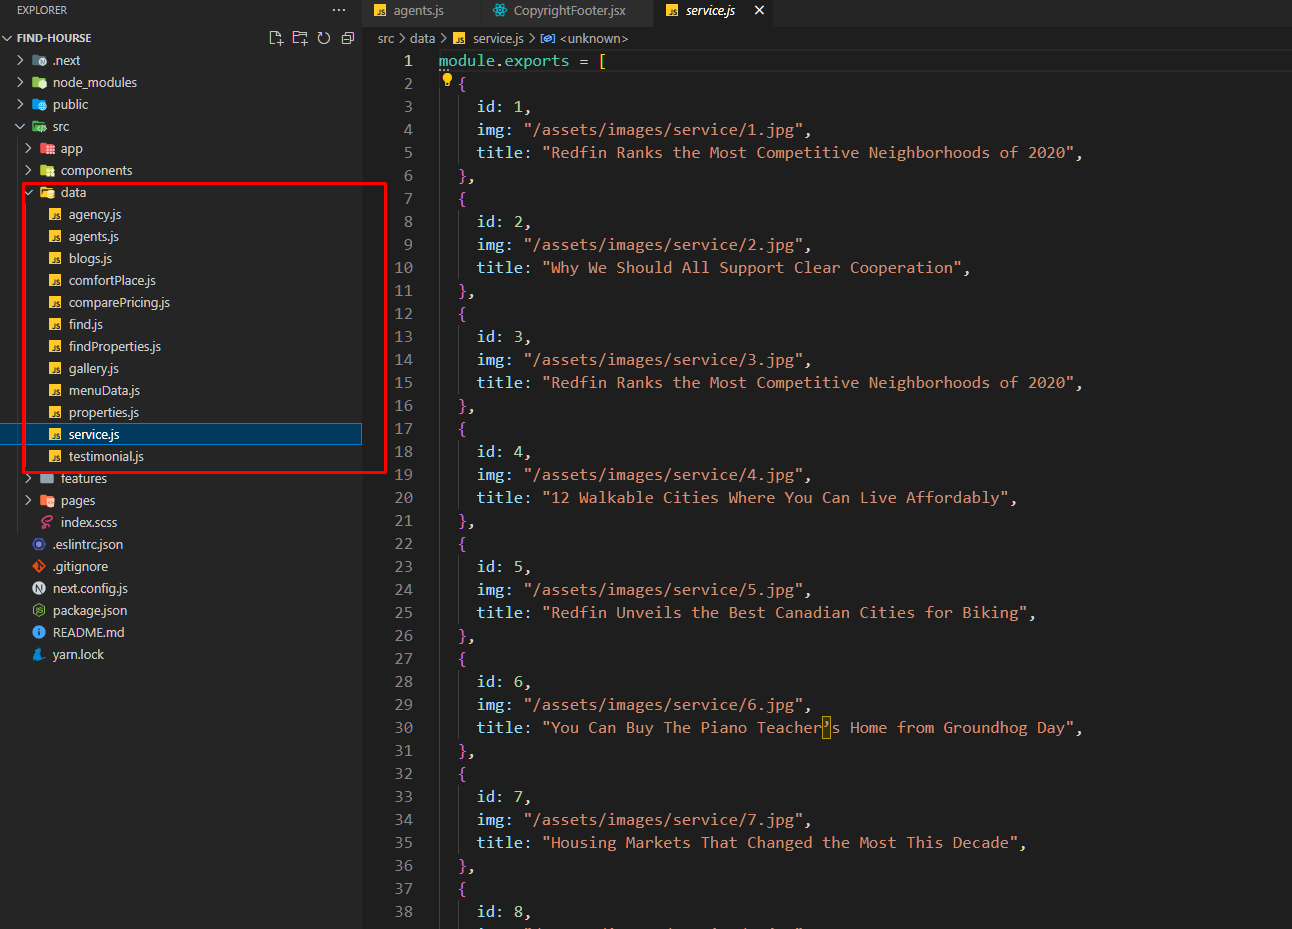 EXPLORER
FIND-HOURSE
.next
node_modules
public
src
app
components
data
agency.js
agents.js
blogs.js
comfortPlace.js
comparePricing.js
find.js
findProperties.js
gallery.js
menuData.js
properties.js
service.js
testimonial.js
features
pages
index.scss
.eslintrc.json
.gitignore
next.config.js
package.json
README.md
yarn.lock
agents.js
CopyrightFooter.jsx
service.js
src > data > service.js > <unknown>
1 module.exports = [
2 {
3 id: 1,
4 img: "/assets/images/service/1.jpg",
5 title: "Redfin Ranks the Most Competitive Neighborhoods of 2020",
6 },
7 {
8 id: 2,
9 img: "/assets/images/service/2.jpg",
10 title: "Why We Should All Support Clear Cooperation",
11 },
12 {
13 id: 3,
14 img: "/assets/images/service/3.jpg",
15 title: "Redfin Ranks the Most Competitive Neighborhoods of 2020",
16 },
17 {
18 id: 4,
19 img: "/assets/images/service/4.jpg",
20 title: "12 Walkable Cities Where You Can Live Affordably",
21 },
22 {
23 id: 5,
24 img: "/assets/images/service/5.jpg",
25 title: "Redfin Unveils the Best Canadian Cities for Biking",
26 },
27 {
28 id: 6,
29 img: "/assets/images/service/6.jpg",
30 title: "You Can Buy The Piano Teacher’s Home from Groundhog Day",
31 },
32 {
33 id: 7,
34 img: "/assets/images/service/7.jpg",
35 title: "Housing Markets That Changed the Most This Decade",
36 },
37 {
38 id: 8,